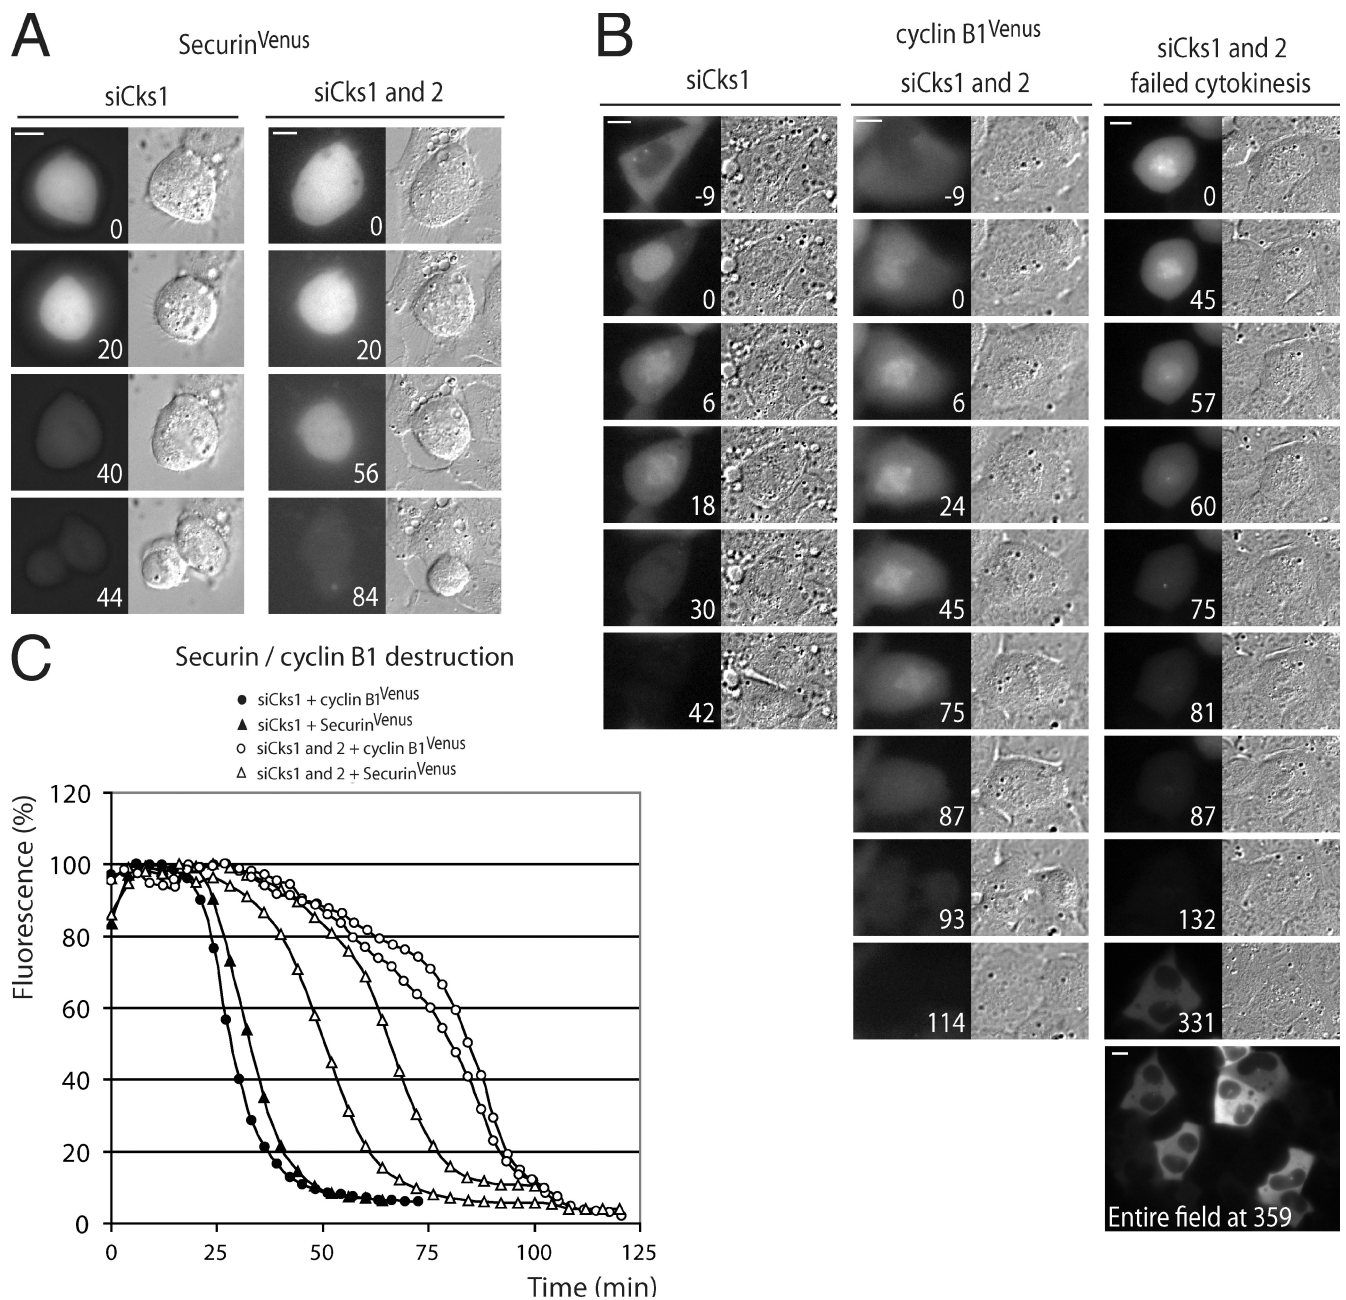 A
Securin^Venus
siCks1
siCks1 and 2
0
0
20
20
40
56
44
84
B
cyclin B1^Venus
siCks1
siCks1 and 2
siCks1 and 2
failed cytokinesis
-9
-9
0
0
0
45
6
6
57
18
24
60
30
45
75
42
75
81
87
87
93
132
114
331
Entire field at 359
C
Securin / cyclin B1 destruction
siCks1 + cyclin B1^Venus
siCks1 + Securin^Venus
siCks1 and 2 + cyclin B1^Venus
siCks1 and 2 + Securin^Venus
Fluorescence (%)
120
100
80
60
40
20
0
0 25 50 75 100 125
Time (min)